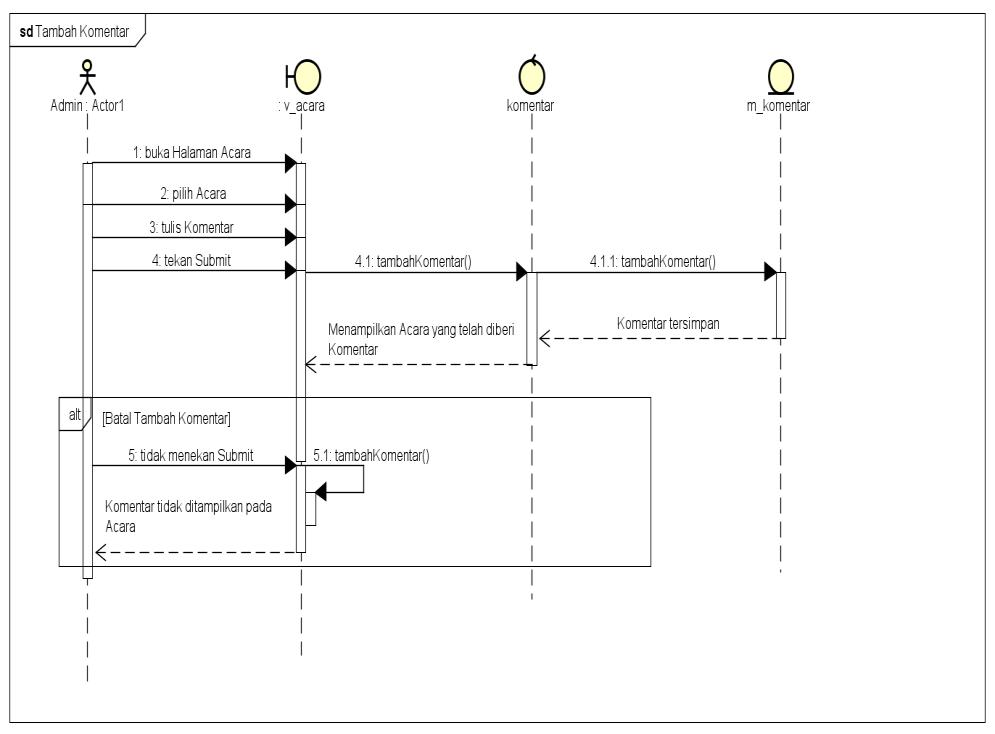 sd Tambah Komentar
Admin : Actor1
: v_acara
komentar
m_komentar
1: buka Halaman Acara
2: pilih Acara
3: tulis Komentar
4: tekan Submit
4.1: tambahKomentar()
4.1.1: tambahKomentar()
Komentar tersimpan
Menampilkan Acara yang telah diberi
Komentar
alt
[Batal Tambah Komentar]
5: tidak menekan Submit
5.1: tambahKomentar()
Komentar tidak ditampilkan pada
Acara